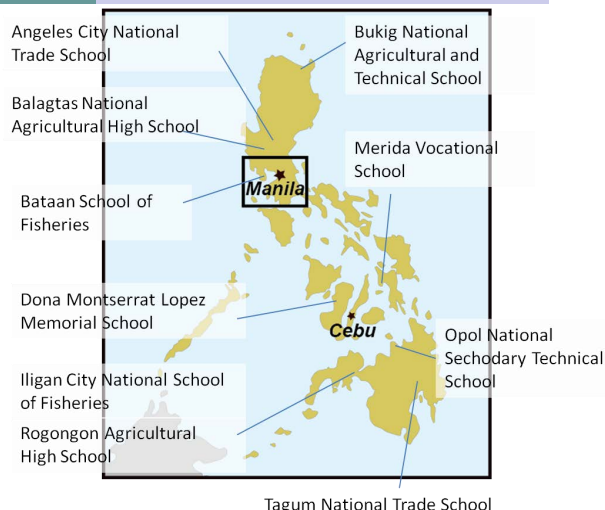 Angeles City National
Trade School
Bukig National
Agricultural and
Technical School
Balagtas National
Agricultural High School
Merida Vocational
School
Manila
Bataan School of
Fisheries
Dona Montserrat Lopez
Memorial School
Cebu
Opol National
Sechodary Technical
School
Iligan City National School
of Fisheries
Rogongon Agricultural
High School
Tagum National Trade School